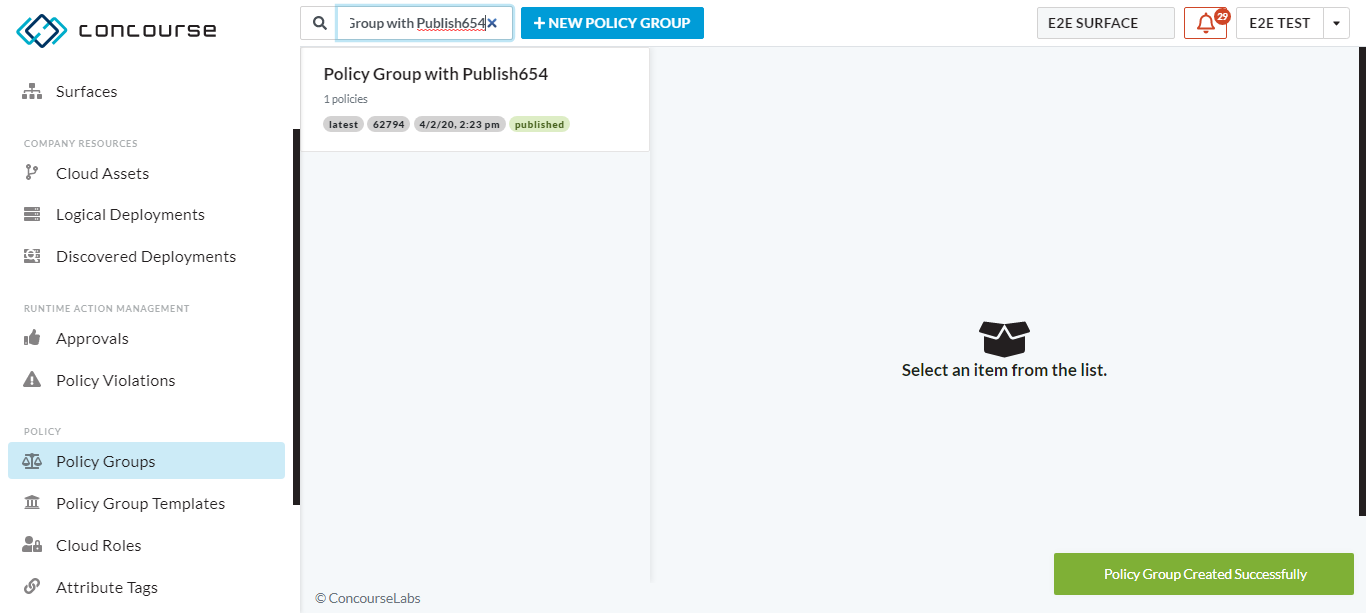 concourse
Group with Publish654
+ NEW POLICY GROUP
E2E SURFACE
29
E2E TEST
Surfaces
COMPANY RESOURCES
Cloud Assets
Logical Deployments
Discovered Deployments
RUNTIME ACTION MANAGEMENT
Approvals
Policy Violations
POLICY
Policy Groups
Policy Group Templates
Cloud Roles
Attribute Tags
Policy Group with Publish654
1 policies
latest 62794 4/2/20, 2:23 pm published
Select an item from the list.
Policy Group Created Successfully
© ConcourseLabs